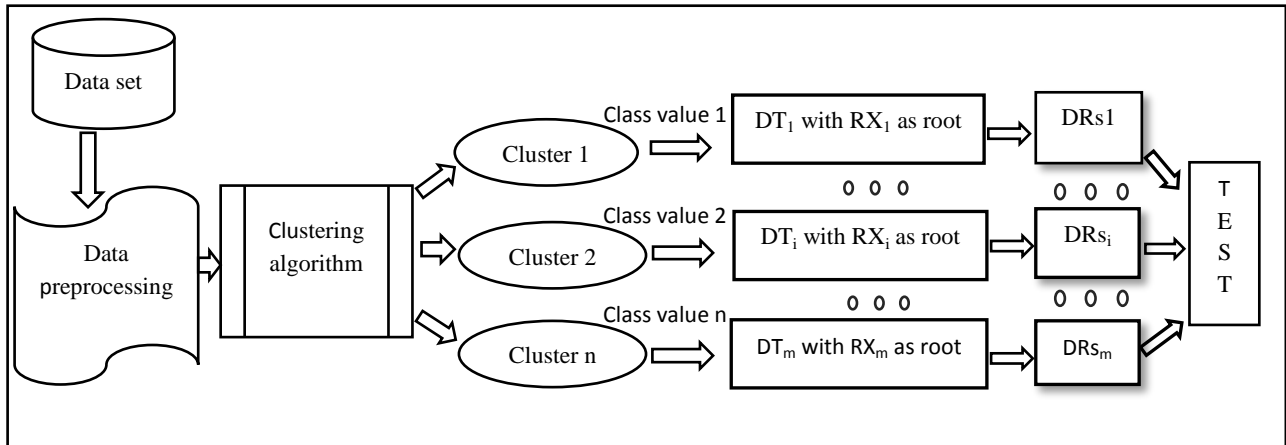 Data set
Data
preprocessing
Clustering
algorithm
Cluster 1
Cluster 2
Cluster n
Class value 1
Class value 2
Class value n
DT₁ with RX₁ as root
DTᵢ with RXᵢ as root
DTₘ with RXₘ as root
DRs1
DRsᵢ
DRsₘ
T
E
S
T